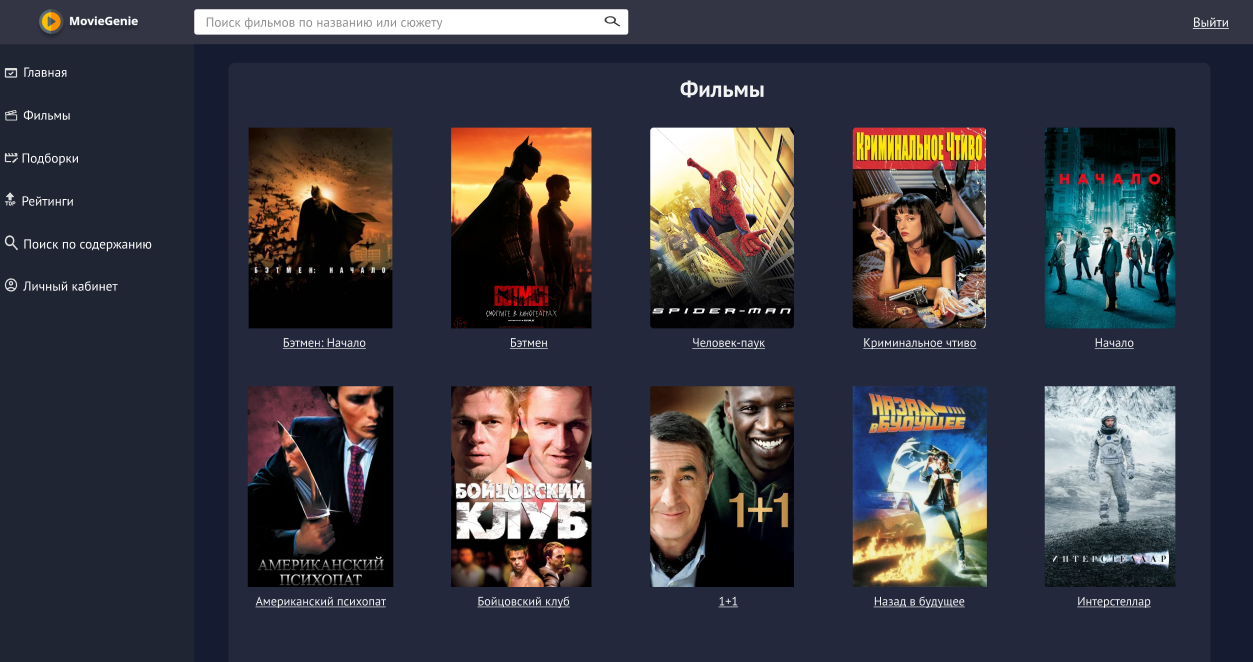 MovieGenie
Поиск фильмов по названию или сюжету
Выйти
Главная
Фильмы
Подборки
TOP
Рейтинги
Поиск по содержанию
Личный кабинет
Фильмы
БЭТМЕН: НАЧАЛО
БЭТМЕН
СМОТРИТЕ В КИНОТЕАТРАХ
SPIDER-MAN
КРИМИНАЛЬНОЕ ЧТИВО
НАЧАЛО
Бэтмен: Начало
Бэтмен
Человек-паук
Криминальное чтиво
Начало
АМЕРИКАНСКИЙ
ПСИХОПАТ
БОЙЦОВСКИЙ
КЛУБ
1+1
НАЗАД
В БУДУЩЕЕ
ИНТЕРСТЕЛЛАР
Американский психопат
Бойцовский клуб
1+1
Назад в будущее
Интерстеллар